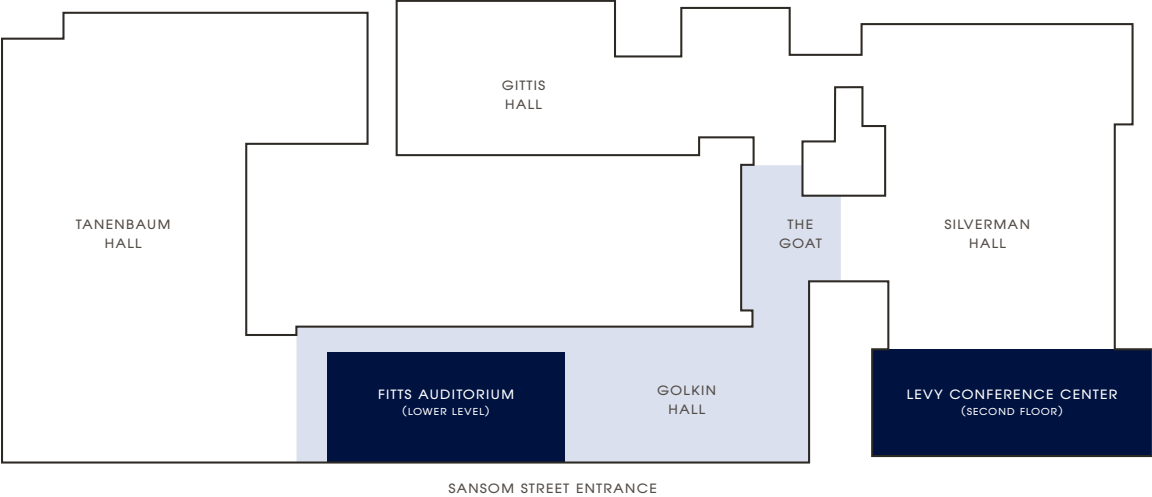 GITTIS
HALL
TANENBAUM
HALL
THE
GOAT
SILVERMAN
HALL
FITTS AUDITORIUM
(LOWER LEVEL)
GOLKIN
HALL
LEVY CONFERENCE CENTER
(SECOND FLOOR)
SANSOM STREET ENTRANCE